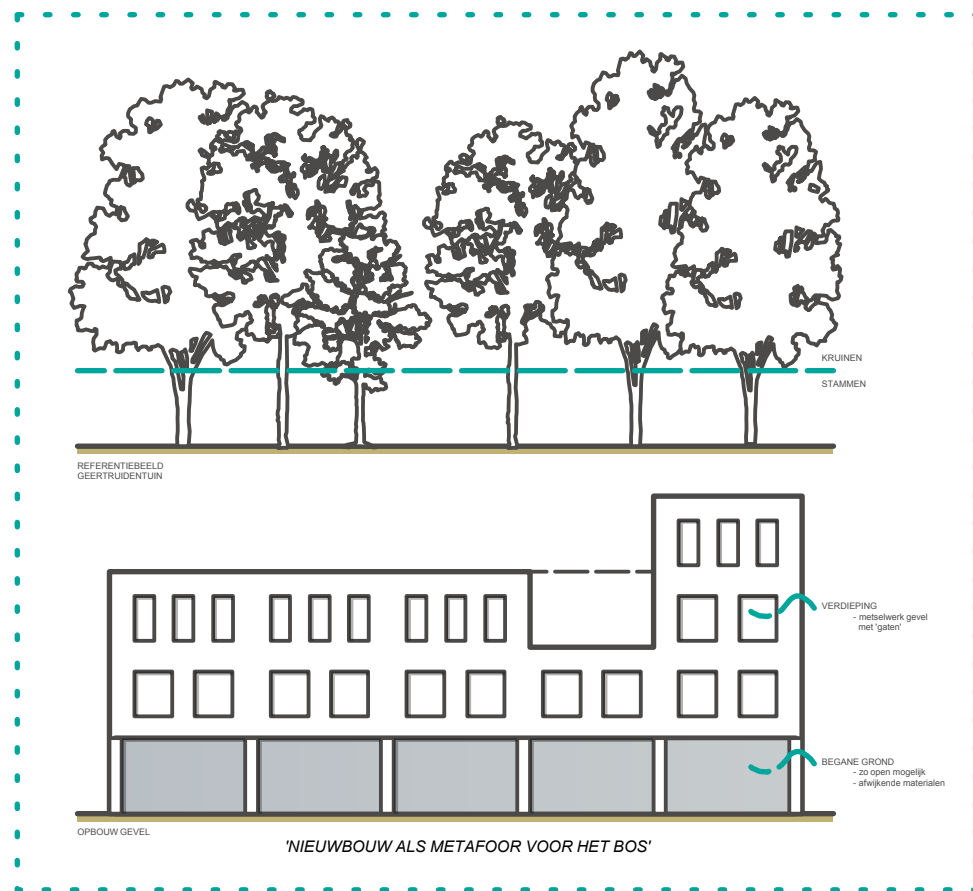 KRUINEN
STAMMEN
REFERENTIEBEELD
GEERTRUIDENTUIN
VERDIEPING
- metselwerk gevel
met 'gaten'
BEGANE GROND
- zo open mogelijk
- afwijkende materialen
OPBOUW GEVEL
'NIEUWBOUW ALS METAFOOR VOOR HET BOS'